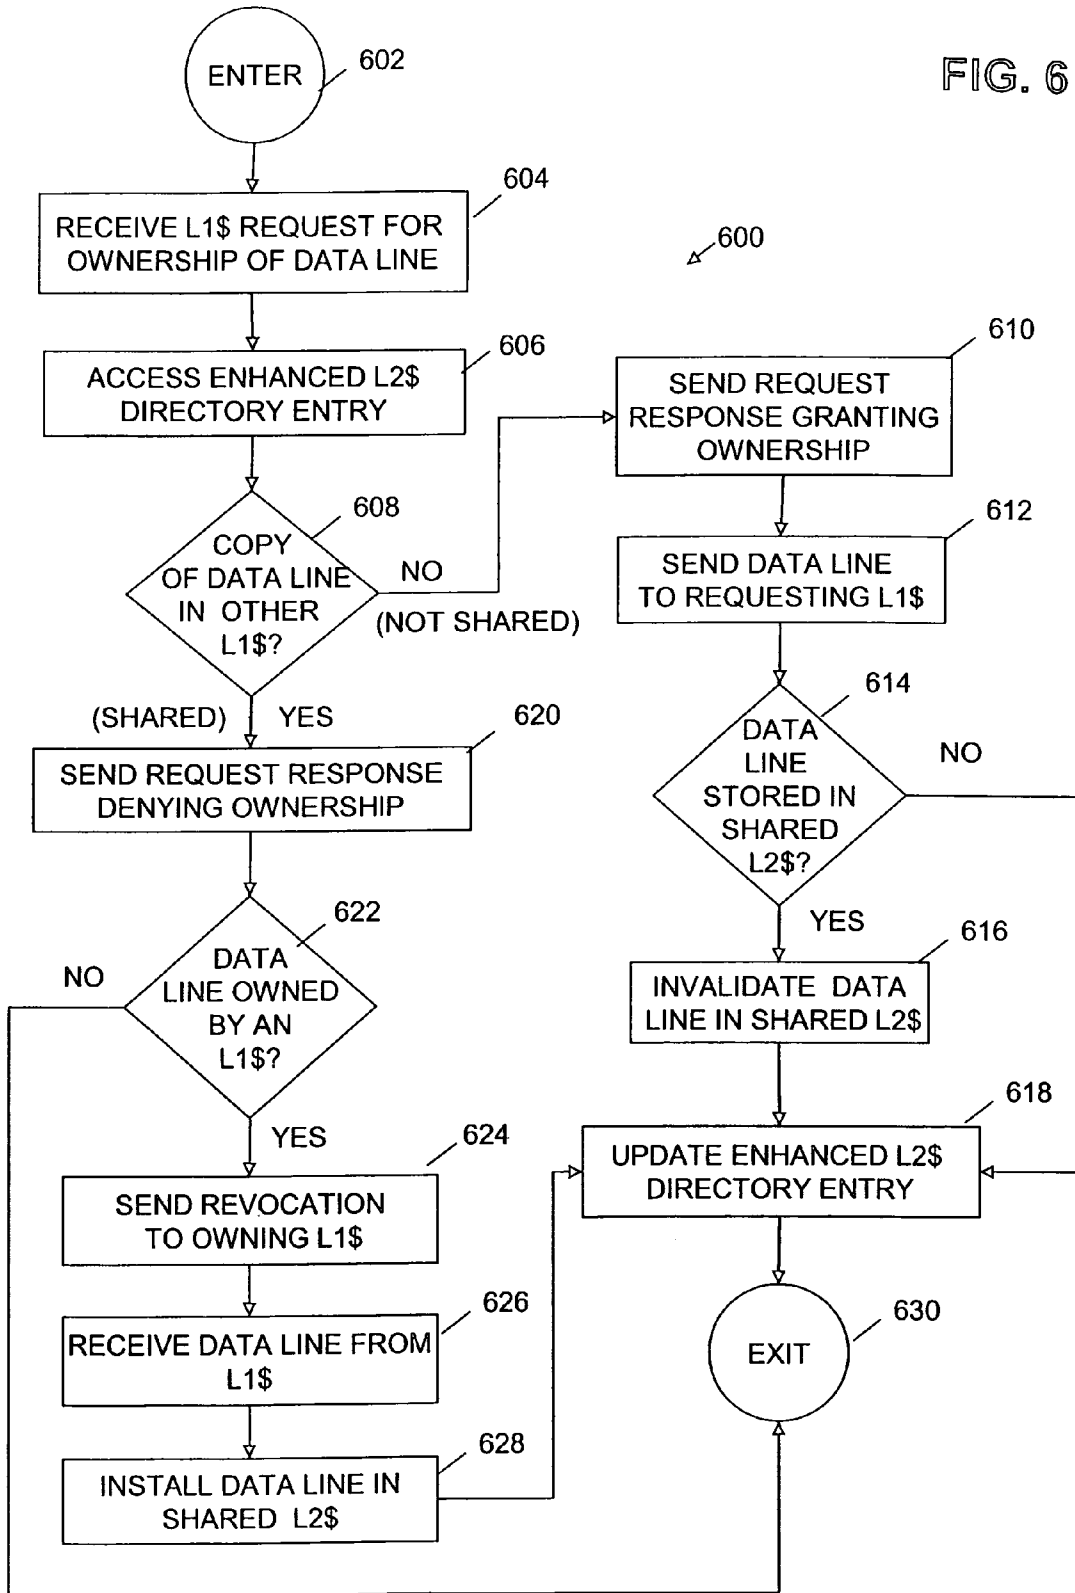 FIG. 6
ENTER
602
604
RECEIVE L1$ REQUEST FOR
OWNERSHIP OF DATA LINE
600
606
ACCESS ENHANCED L2$
DIRECTORY ENTRY
608
COPY
OF DATA LINE
IN OTHER
L1$?
NO
(NOT SHARED)
610
SEND REQUEST
RESPONSE GRANTING
OWNERSHIP
612
SEND DATA LINE
TO REQUESTING L1$
614
DATA
LINE
STORED IN
SHARED
L2$?
NO
YES
616
INVALIDATE DATA
LINE IN SHARED L2$
618
UPDATE ENHANCED L2$
DIRECTORY ENTRY
(SHARED)
YES
620
SEND REQUEST RESPONSE
DENYING OWNERSHIP
622
DATA
LINE OWNED
BY AN
L1$?
NO
YES
624
SEND REVOCATION
TO OWNING L1$
626
RECEIVE DATA LINE FROM
L1$
628
INSTALL DATA LINE IN
SHARED L2$
EXIT
630